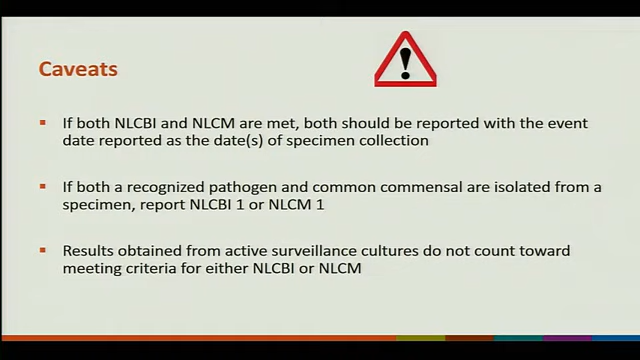 Caveats
If both NLCBI and NLCM are met, both should be reported with the event
date reported as the date(s) of specimen collection
If both a recognized pathogen and common commensal are isolated from a
specimen, report NLCBI 1 or NLCM 1
Results obtained from active surveillance cultures do not count toward
meeting criteria for either NLCBI or NLCM